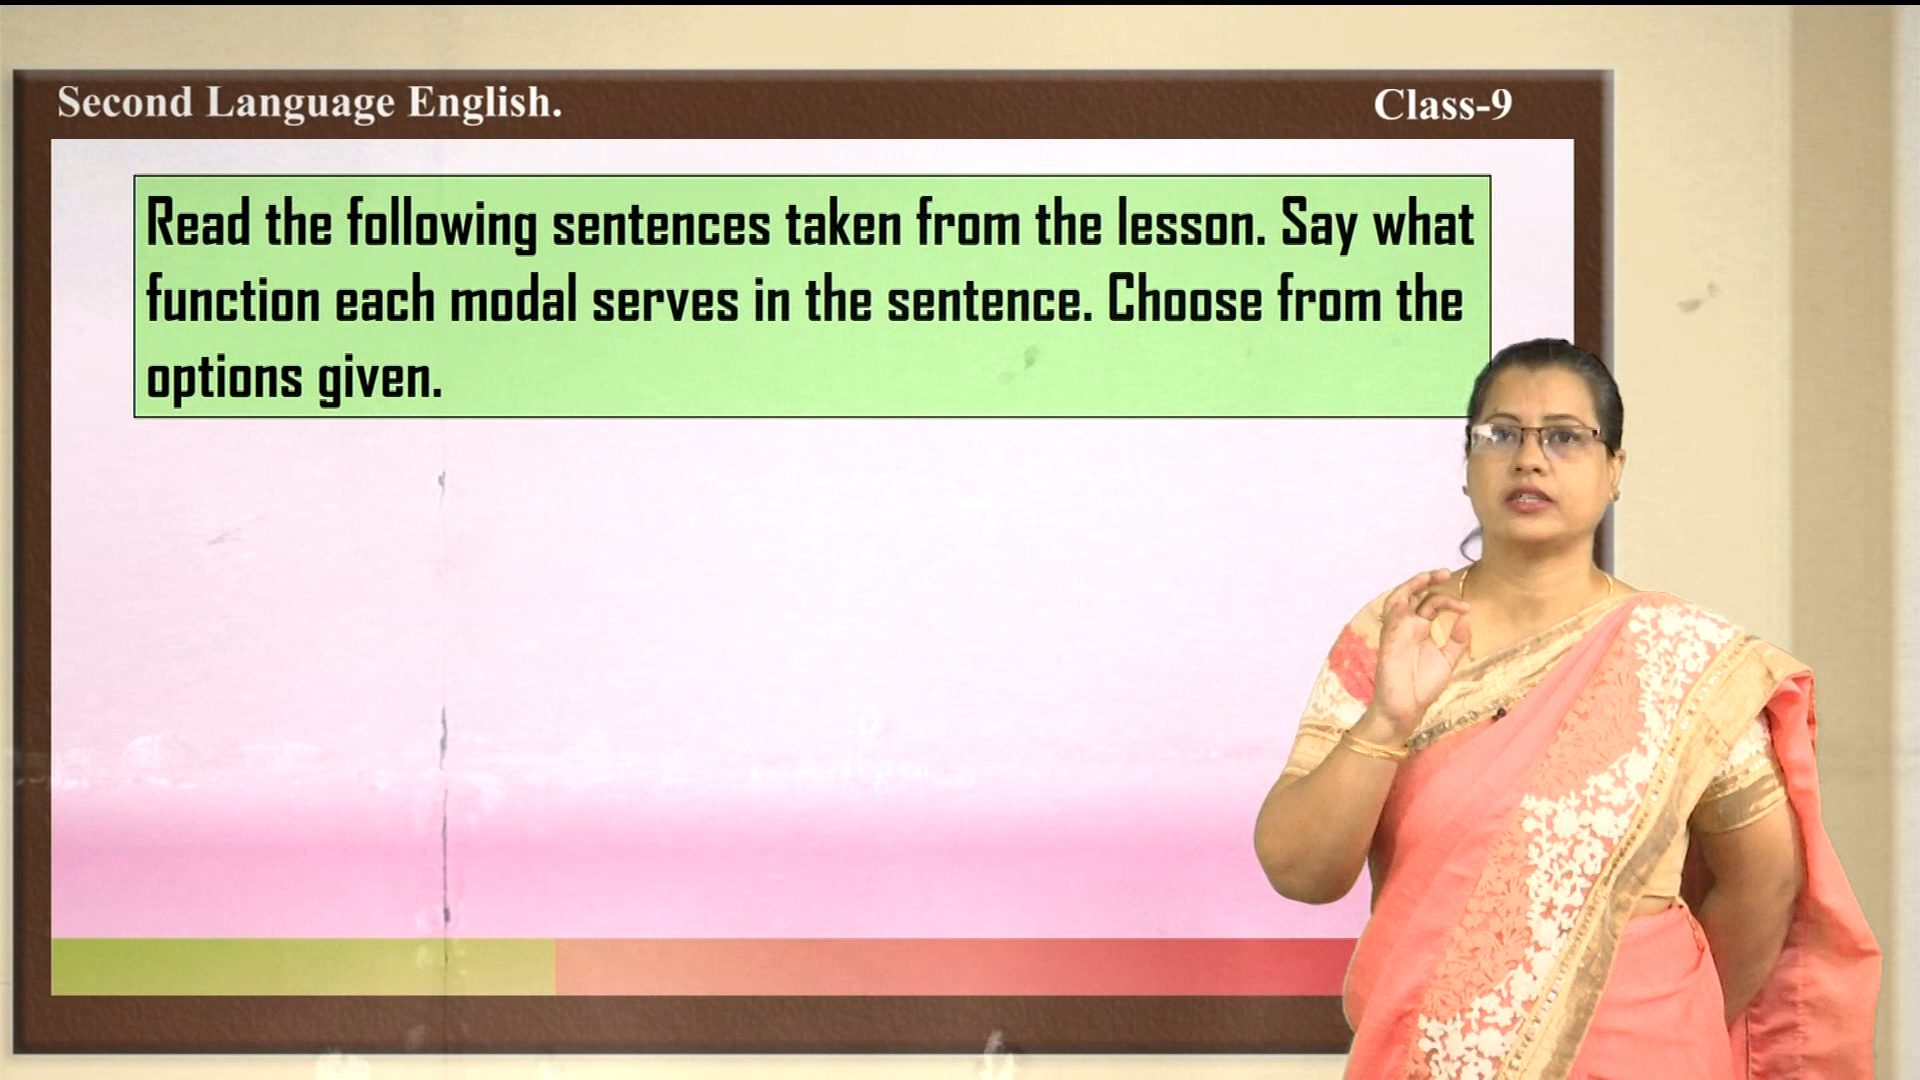 Second Language English.
Class-9
Read the following sentences taken from the lesson. Say what
function each modal serves in the sentence. Choose from the
options given.